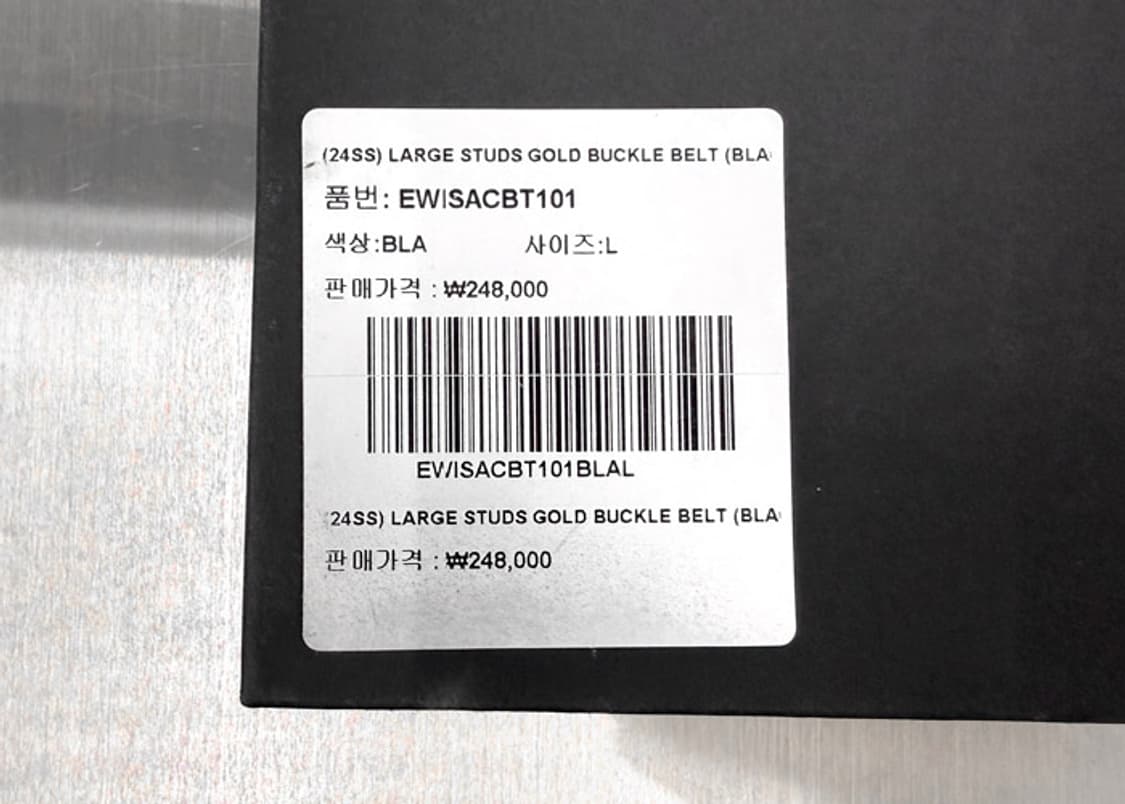 (24SS) LARGE STUDS GOLD BUCKLE BELT (BLA
품번: EWISACBT101
색상:BLA 사이즈:L
판매가격 : ₩248,000
EWISACBT101BLAL
24SS) LARGE STUDS GOLD BUCKLE BELT (BLA
판매가격 : ₩248,000